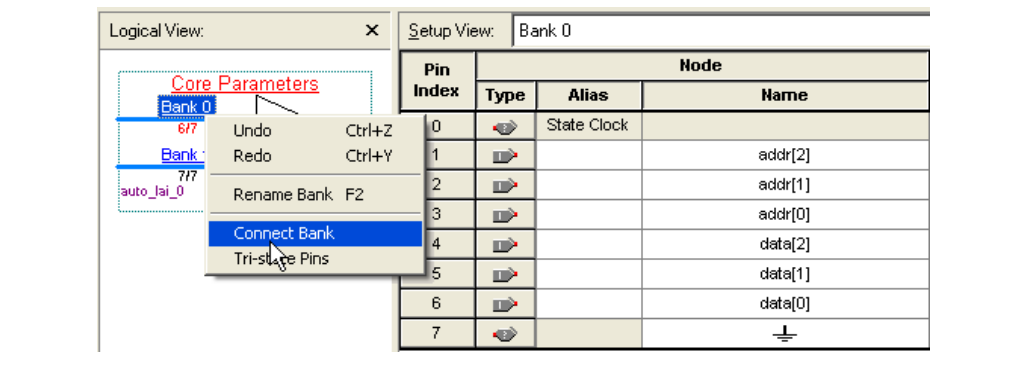 Logical View: ×
Setup View: Bank 0
Core Parameters
Bank 0
6/7
Bank
7/7
auto_lai_0
Undo Ctrl+Z
Redo Ctrl+Y
Rename Bank F2
Connect Bank
Tri-state Pins
Pin Index Node
Type Alias Name
0 State Clock
1 addr[2]
2 addr[1]
3 addr[0]
4 data[2]
5 data[1]
6 data[0]
7